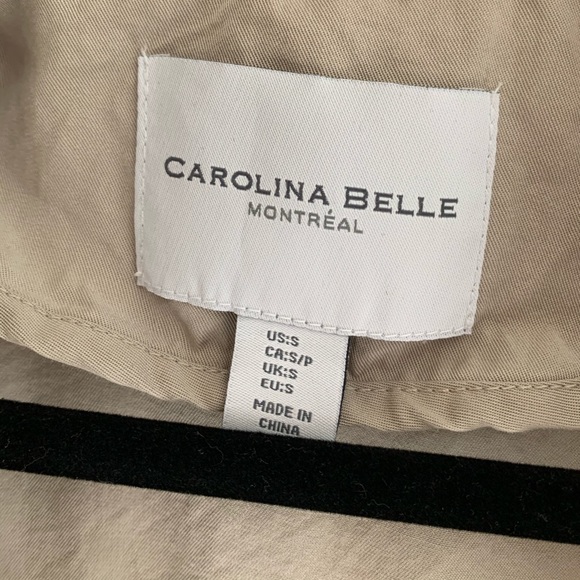 CAROLINA BELLE
MONTRÉAL
US:S
CA:S/P
UK:S
EU:S
MADE IN
CHINA